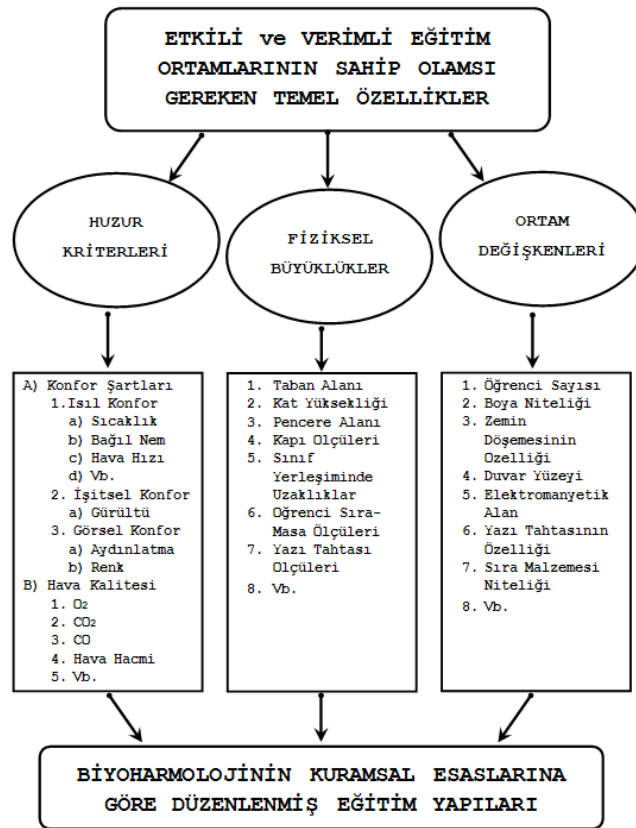 ETKİLİ ve VERİMLİ EĞİTİM
ORTAMLARININ SAHİP OLAMSI
GEREKEN TEMEL ÖZELLİKLER
HUZUR
KRİTERLERİ
FİZİKSEL
BÜYÜKLÜKLER
ORTAM
DEĞİŞKENLERİ
A) Konfor Şartları
1.Isıl Konfor
a) Sıcaklık
b) Bağıl Nem
c) Hava Hızı
d) Vb.
2. İşitsel Konfor
a) Gürültü
3. Görsel Konfor
a) Aydınlatma
b) Renk
B) Hava Kalitesi
1. O₂
2. CO₂
3. CO
4. Hava Hacmi
5. Vb.
1. Taban Alanı
2. Kat Yüksekliği
3. Pencere Alanı
4. Kapı Olçüleri
5. Sınıf
Yerleşiminde
Uzaklıklar
6. Oğrenci Sıra-
Masa Ölçüleri
7. Yazı Tahtası
Olçüleri
8. Vb.
1. Öğrenci Sayısı
2. Boya Niteliği
3. Zemin
Döşemesinin
Ozelliği
4. Duvar Yüzeyi
5. Elektromanyetik
Alan
6. Yazı Tahtasının
Özelliği
7. Sıra Malzemesi
Niteliği
8. Vb.
BİYOHARMOLOJİNİN KURAMSAL ESASLARINA
GÖRE DÜZENLENMİŞ EĞİTİM YAPILARI